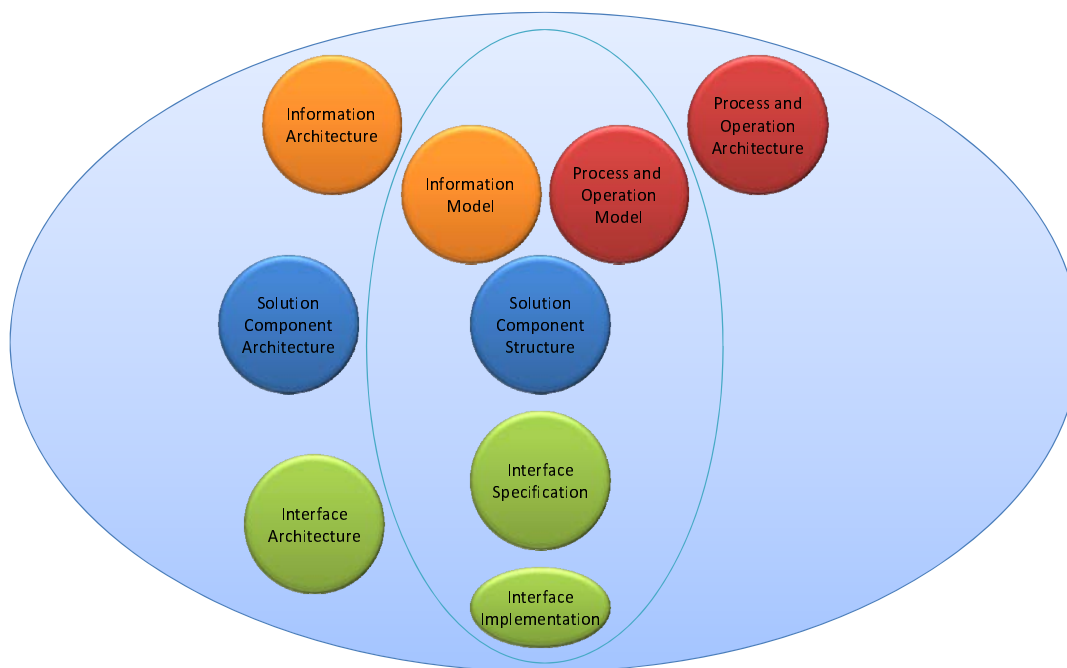 Information
Architecture
Process and
Operation
Architecture
Information
Model
Process and
Operation
Model
Solution
Component
Architecture
Solution
Component
Structure
Interface
Specification
Interface
Architecture
Interface
Implementation